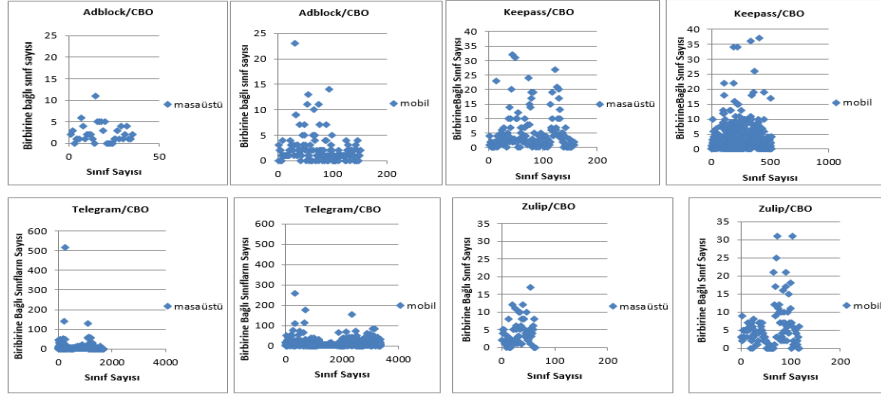 Adblock/CBO
Birbirine bağlı sınıf sayısı
25
20
15
10
5
0
0 50
Sınıf Sayısı
masaüstü
Adblock/CBO
Birbirine Bağlı Sınıf Sayısı
25
20
15
10
5
0
0 100 200
Sınıf Sayısı
mobil
Keepass/CBO
BirbirineBağlı Sınıf Sayısı
40
35
30
25
20
15
10
5
0
0 100 200
Sınıf Sayısı
masaüstü
Keepass/CBO
BirbirineBağlı Sınıf Sayısı
40
35
30
25
20
15
10
5
0
0 500 1000
Sınıf Sayısı
mobil
Telegram/CBO
Biribirine Bağlı Sınıfların Sayısı
600
500
400
300
200
100
0
0 2000 4000
Sınıf Sayısı
masaüstü
Telegram/CBO
Biribirine Bağlı Sınıfların Sayısı
600
500
400
300
200
100
0
0 2000 4000
Sınıf Sayısı
mobil
Zulip/CBO
Birbirine Bağlı Sınıf Sayısı
35
30
25
20
15
10
5
0
0 100 200
Sınıf Sayısı
masaüstü
Zulip/CBO
Birbirine Bağlı Sınıf Sayısı
35
30
25
20
15
10
5
0
0 100 200
Sınıf Sayısı
mobil